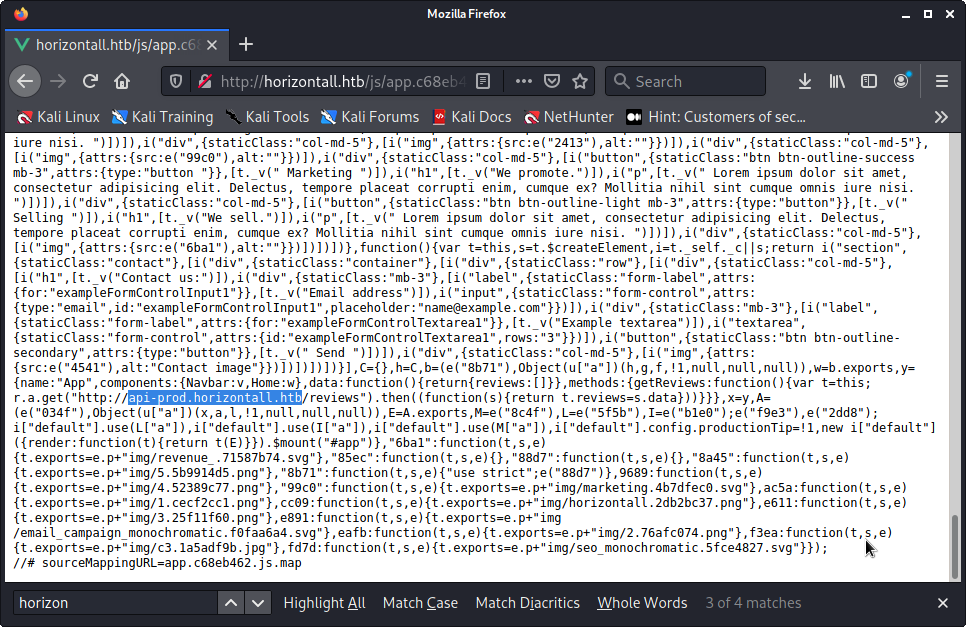 Mozilla Firefox
horizontall.htb/js/app.c68
http://horizontall.htb/js/app.c68eb4
Search
Kali Linux
Kali Training
Kali Tools
Kali Forums
Kali Docs
NetHunter
Hint: Customers of sec...
iure nisi. ")])]),i("div",{staticClass:"col-md-5"},[i("img",{attrs:{src:e("2413"),alt:""}})]),i("div",{staticClass:"col-md-5"},
[i("img",{attrs:{src:e("99c0"),alt:""}})]),i("div",{staticClass:"col-md-5"},[i("button",{staticClass:"btn btn-outline-success
mb-3",attrs:{type:"button "}},[t._v(" Marketing ")]),i("h1",[t._v("We promote.")]),i("p",[t._v(" Lorem ipsum dolor sit amet,
consectetur adipisicing elit. Delectus, tempore placeat corrupti enim, cumque ex? Mollitia nihil sint cumque omnis iure nisi.
")])]),i("div",{staticClass:"col-md-5"},[i("button",{staticClass:"btn btn-outline-light mb-3",attrs:{type:"button"}},[t._v("
Selling ")]),i("h1",[t._v("We sell.")]),i("p",[t._v(" Lorem ipsum dolor sit amet, consectetur adipisicing elit. Delectus,
tempore placeat corrupti enim, cumque ex? Mollitia nihil sint cumque omnis iure nisi. ")])]),i("div",{staticClass:"col-md-5"},
[i("img",{attrs:{src:e("6ba1"),alt:""}})])])])},function(){var t=this,s=t.$createElement,i=t._self._c||s;return i("section",
{staticClass:"contact"},[i("div",{staticClass:"container"},[i("div",{staticClass:"row"},[i("div",{staticClass:"col-md-5"},
[i("h1",[t._v("Contact us:")]),i("div",{staticClass:"mb-3"},[i("label",{staticClass:"form-label",attrs:
{for:"exampleFormControlInput1"}},[t._v("Email address")]),i("input",{staticClass:"form-control",attrs:
{type:"email",id:"exampleFormControlInput1",placeholder:"name@example.com"}})]),i("div",{staticClass:"mb-3"},[i("label",
{staticClass:"form-label",attrs:{for:"exampleFormControlTextarea1"}},[t._v("Example textarea")]),i("textarea",
{staticClass:"form-control",attrs:{id:"exampleFormControlTextarea1",rows:"3"}})]),i("button",{staticClass:"btn btn-outline-
secondary",attrs:{type:"button"}},[t._v(" Send ")])]),i("div",{staticClass:"col-md-5"},[i("img",{attrs:
{src:e("4541"),alt:"Contact image"}})])])])])}],C={},h=C,b=(e("8b71"),Object(u["a"])(h,g,f,!1,null,null,null)),w=b.exports,y=
{name:"App",components:{Navbar:v,Home:w},data:function(){return{reviews:[]}},methods:{getReviews:function(){var t=this;
r.a.get("http://api-prod.horizontall.htb/reviews").then((function(s){return t.reviews=s.data}))}}},x=y,A=
(e("034f"),Object(u["a"])(x,a,l,!1,null,null,null)),E=A.exports,M=e("8c4f"),L=e("5f5b"),I=e("b1e0");e("f9e3"),e("2dd8");
i["default"].use(L["a"]),i["default"].use(I["a"]),i["default"].use(M["a"]),i["default"].config.productionTip=!1,new i["default"]
({render:function(t){return t(E)}}).$mount("#app")},"6ba1":function(t,s,e)
{t.exports=e.p+"img/revenue_.71587b74.svg"},"85ec":function(t,s,e){},"88d7":function(t,s,e){},"8a45":function(t,s,e)
{t.exports=e.p+"img/5.5b9914d5.png"},"8b71":function(t,s,e){"use strict";e("88d7")},9689:function(t,s,e)
{t.exports=e.p+"img/4.52389c77.png"},"99c0":function(t,s,e){t.exports=e.p+"img/marketing.4b7dfec0.svg"},ac5a:function(t,s,e)
{t.exports=e.p+"img/1.cecf2cc1.png"},cc09:function(t,s,e){t.exports=e.p+"img/horizontall.2db2bc37.png"},e611:function(t,s,e)
{t.exports=e.p+"img/3.25f11f60.png"},e891:function(t,s,e){t.exports=e.p+"img
/email_campaign_monochromatic.f0faa6a4.svg"},eafb:function(t,s,e){t.exports=e.p+"img/2.76afc074.png"},f3ea:function(t,s,e)
{t.exports=e.p+"img/c3.1a5adf9b.jpg"},fd7d:function(t,s,e){t.exports=e.p+"img/seo_monochromatic.5fce4827.svg"}});
//# sourceMappingURL=app.c68eb462.js.map
horizon
Highlight All
Match Case
Match Diacritics
Whole Words
3 of 4 matches